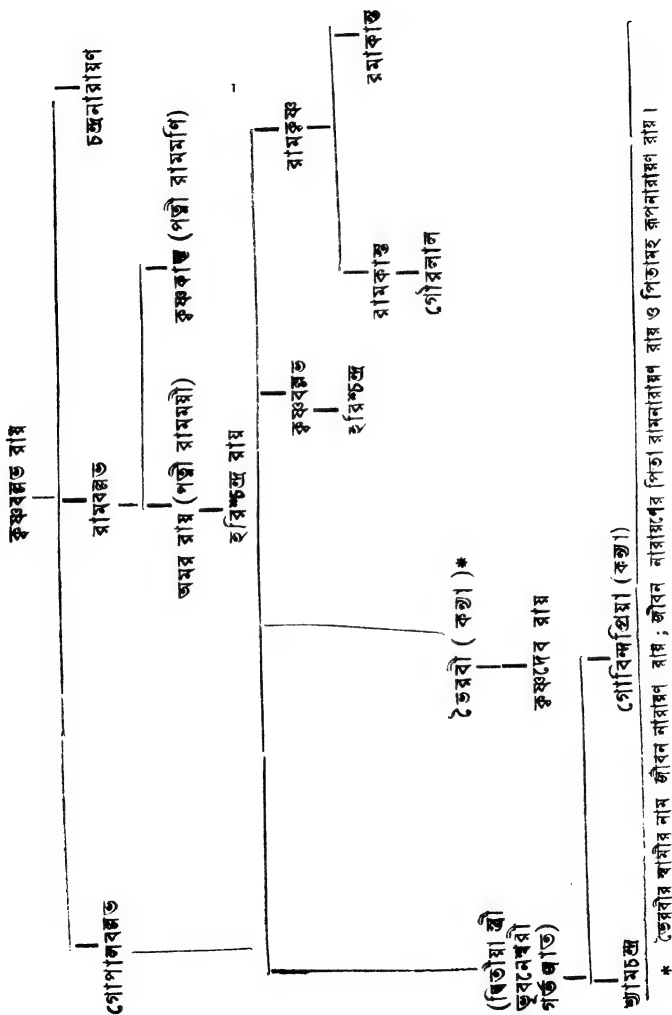 কৃষ্ণবল্লভ রায়
গোপালবল্লভ
রামবল্লভ
চন্দ্রনারায়ণ
অমর রায় (পত্নী রামময়ী)
কৃষ্ণকান্ত (পত্নী রামমণি)
হরিশ্চন্দ্র রায়
(দ্বিতীয়া স্ত্রী
ভুবনেশ্বরী
গর্ভজাত)
ভৈরবী ( কন্যা )*
কৃষ্ণবল্লভ
রামকৃষ্ণ
কৃষ্ণদেব রায়
হরিশ্চন্দ্র
রামকান্ত
রমাকান্ত
গৌরলাল
শ্যামচন্দ্র
গোবিন্দপ্রিয়া (কন্যা)
* ভৈরবীর স্বামীর নাম জীবন নারায়ণ রায় ; জীবন নারায়ণের পিতা রামনারায়ণ রায় ও পিতামহ রূপনারায়ণ রায় ।